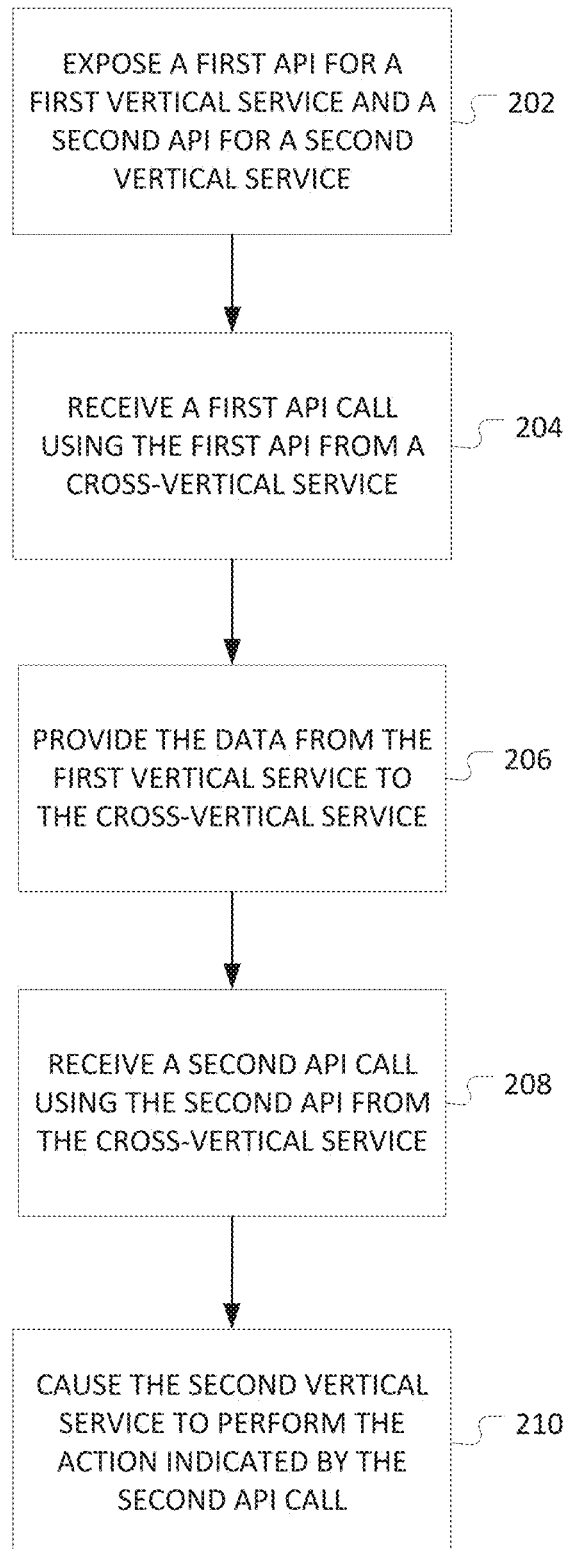 EXPOSE A FIRST API FOR A
FIRST VERTICAL SERVICE AND A
SECOND API FOR A SECOND
VERTICAL SERVICE
202
RECEIVE A FIRST API CALL
USING THE FIRST API FROM A
CROSS-VERTICAL SERVICE
204
PROVIDE THE DATA FROM THE
FIRST VERTICAL SERVICE TO
THE CROSS-VERTICAL SERVICE
206
RECEIVE A SECOND API CALL
USING THE SECOND API FROM
THE CROSS-VERTICAL SERVICE
208
CAUSE THE SECOND VERTICAL
SERVICE TO PERFORM THE
ACTION INDICATED BY THE
SECOND API CALL
210